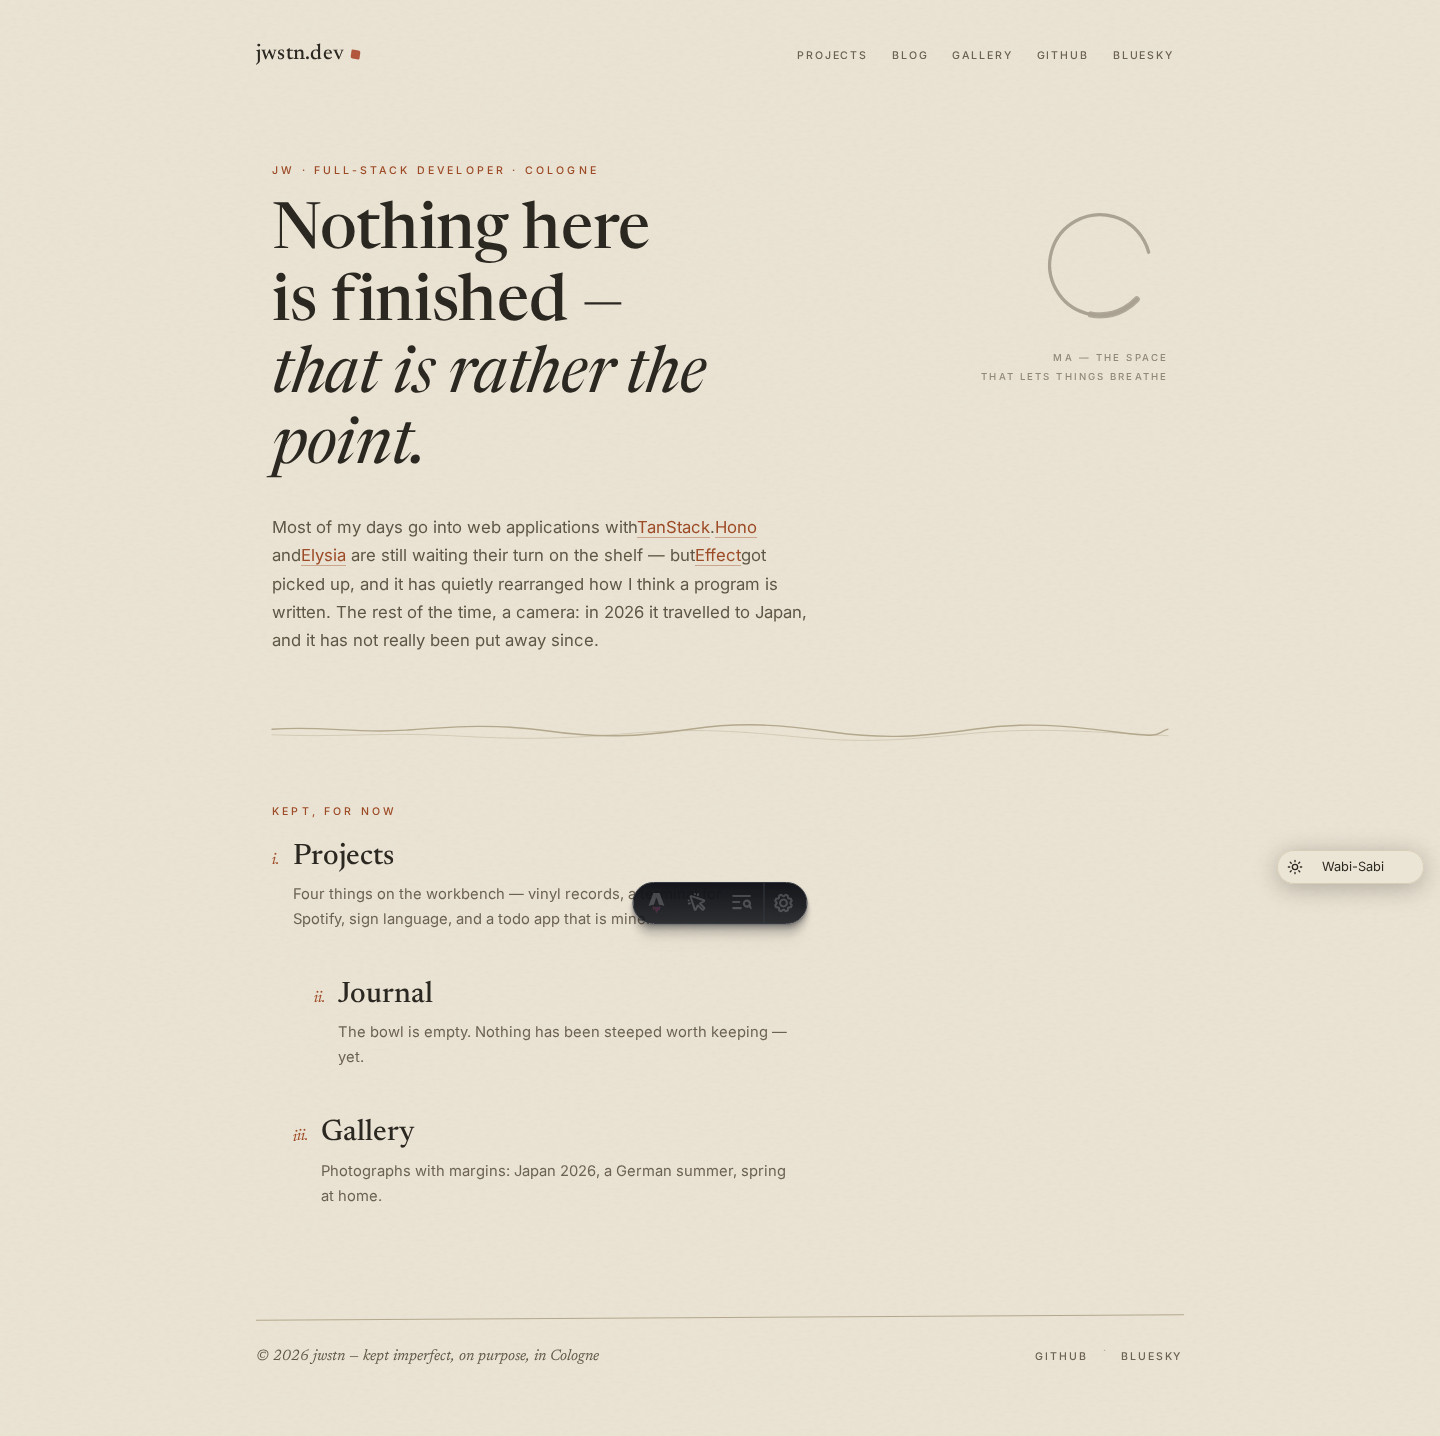 jwstn.dev
PROJECTS BLOG GALLERY GITHUB BLUESKY
JW · FULL-STACK DEVELOPER · COLOGNE
Nothing here
is finished —
that is rather the
point.
MA — THE SPACE
THAT LETS THINGS BREATHE
Most of my days go into web applications withTanStack.Hono
andElysia are still waiting their turn on the shelf — butEffectgot
picked up, and it has quietly rearranged how I think a program is
written. The rest of the time, a camera: in 2026 it travelled to Japan,
and it has not really been put away since.
KEPT, FOR NOW
i. Projects
Four things on the workbench — vinyl records,
Spotify, sign language, and a todo app that is mine.
ii. Journal
The bowl is empty. Nothing has been steeped worth keeping —
yet.
iii. Gallery
Photographs with margins: Japan 2026, a German summer, spring
at home.
Wabi-Sabi
© 2026 jwstn — kept imperfect, on purpose, in Cologne
GITHUB · BLUESKY